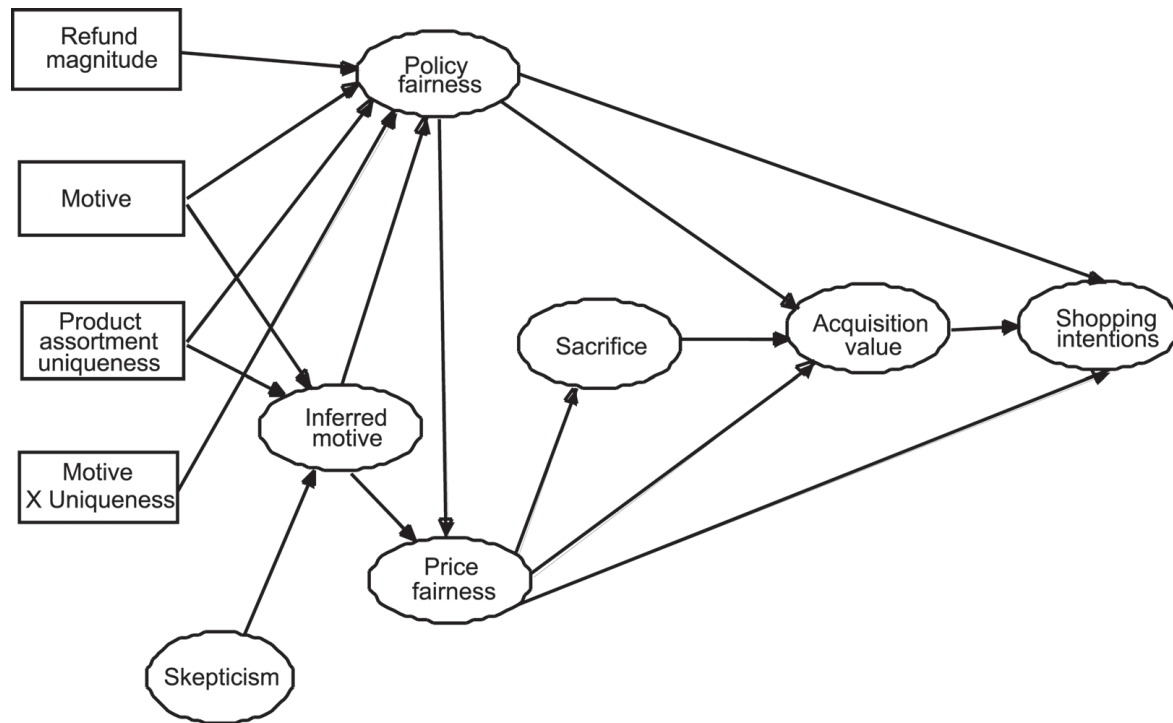 Refund
magnitude
Policy
fairness
Motive
Product
assortment
uniqueness
Motive
X Uniqueness
Inferred
motive
Skepticism
Price
fairness
Sacrifice
Acquisition
value
Shopping
intentions